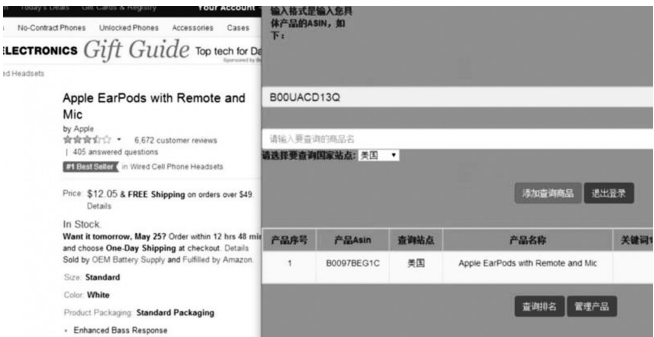 Today's Deals Gift Cards & Registry
Your Account
No-Contract Phones Unlocked Phones Accessories Cases
ELECTRONICS Gift Guide Top tech for Da
Sponsored by
ed Headsets
Apple EarPods with Remote and
Mic
by Apple
6,672 customer reviews
| 405 answered questions
#1 Best Seller in Wired Cell Phone Headsets
Price: $12.05 & FREE Shipping on orders over $49.
Details
In Stock.
Want it tomorrow, May 25? Order within 12 hrs 48 min
and choose One-Day Shipping at checkout. Details
Sold by OEM Battery Supply and Fulfilled by Amazon.
Size: Standard
Color: White
Product Packaging: Standard Packaging
• Enhanced Bass Response
输入格式是输入您具
体产品的ASIN，如
下：
B00UACD13Q
请输入要查询的商品名
请选择要查询国家站点: 美国
添加查询商品 退出登录
产品序号 产品Asin 查询站点 产品名称 关键词1
1 B0097BEG1C 美国 Apple EarPods with Remote and Mic
查询排名 管理产品